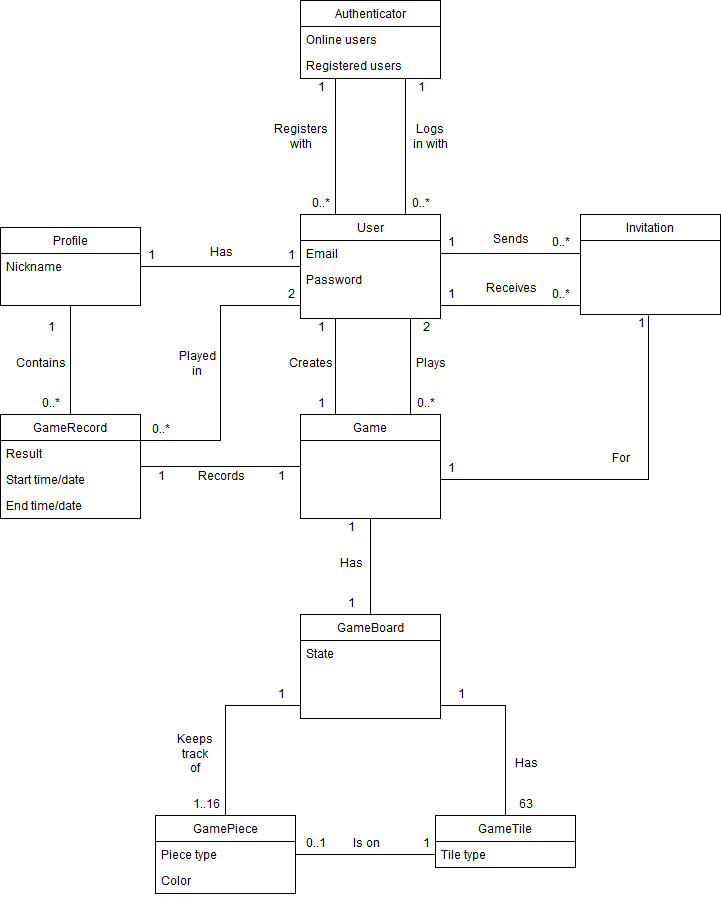 Authenticator
Online users
Registered users
1
1
Registers
with
Logs
in with
0..*
0..*
User
Email
Password
Invitation
Profile
Nickname
1
Has
1
1
Sends
0..*
1
Receives
0..*
2
1
1
2
1
Contains
Played
in
Creates
Plays
0..*
0..*
1
0..*
GameRecord
Result
Start time/date
End time/date
Game
1
Records
1
1
For
1
Has
1
GameBoard
State
1
1
Keeps
track
of
Has
1..16
63
GamePiece
Piece type
Color
0..1
Is on
1
GameTile
Tile type